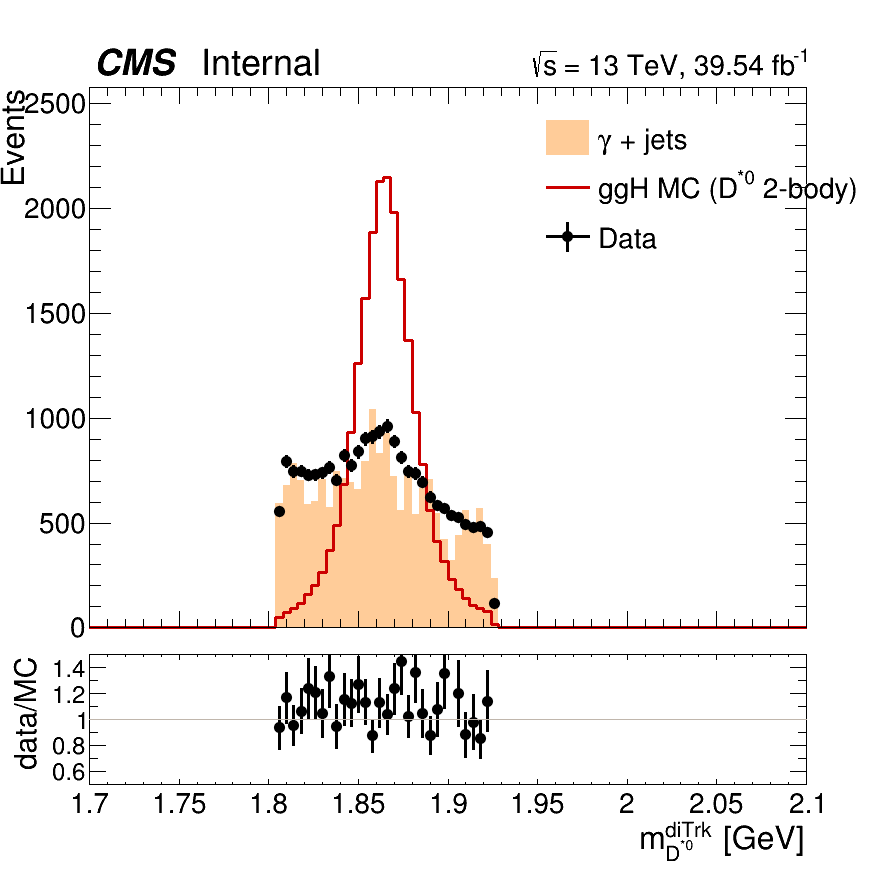 CMS Internal √s = 13 TeV, 39.54 fb⁻¹
Events
2500
2000
1500
1000
500
0
γ + jets
ggH MC (D*⁰ 2-body)
Data
data/MC
1.4
1.2
1
0.8
0.6
1.7 1.75 1.8 1.85 1.9 1.95 2 2.05 2.1
m_{D*⁰}^{diTrk} [GeV]